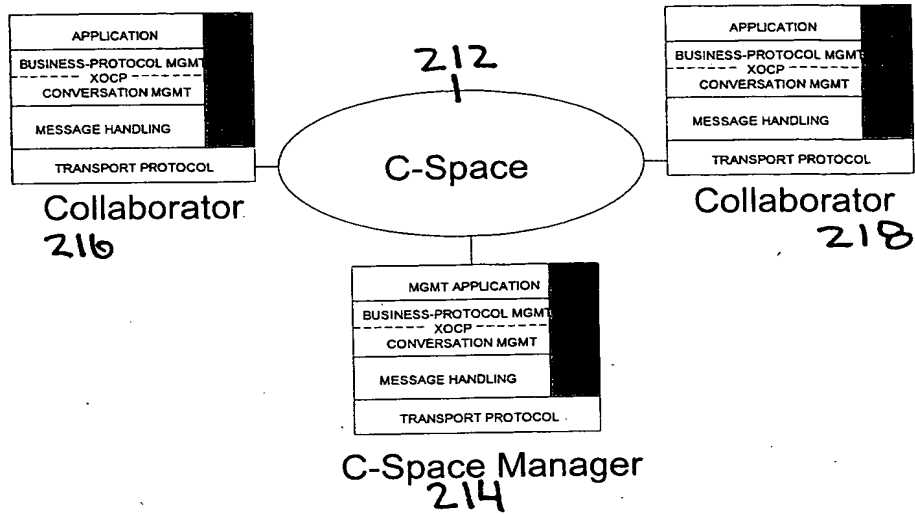 APPLICATION
BUSINESS-PROTOCOL MGMT
XOCP
CONVERSATION MGMT
MESSAGE HANDLING
TRANSPORT PROTOCOL
Collaborator
216
212
C-Space
APPLICATION
BUSINESS-PROTOCOL MGMT
XOCP
CONVERSATION MGMT
MESSAGE HANDLING
TRANSPORT PROTOCOL
Collaborator
218
MGMT APPLICATION
BUSINESS-PROTOCOL MGMT
XOCP
CONVERSATION MGMT
MESSAGE HANDLING
TRANSPORT PROTOCOL
C-Space Manager
214